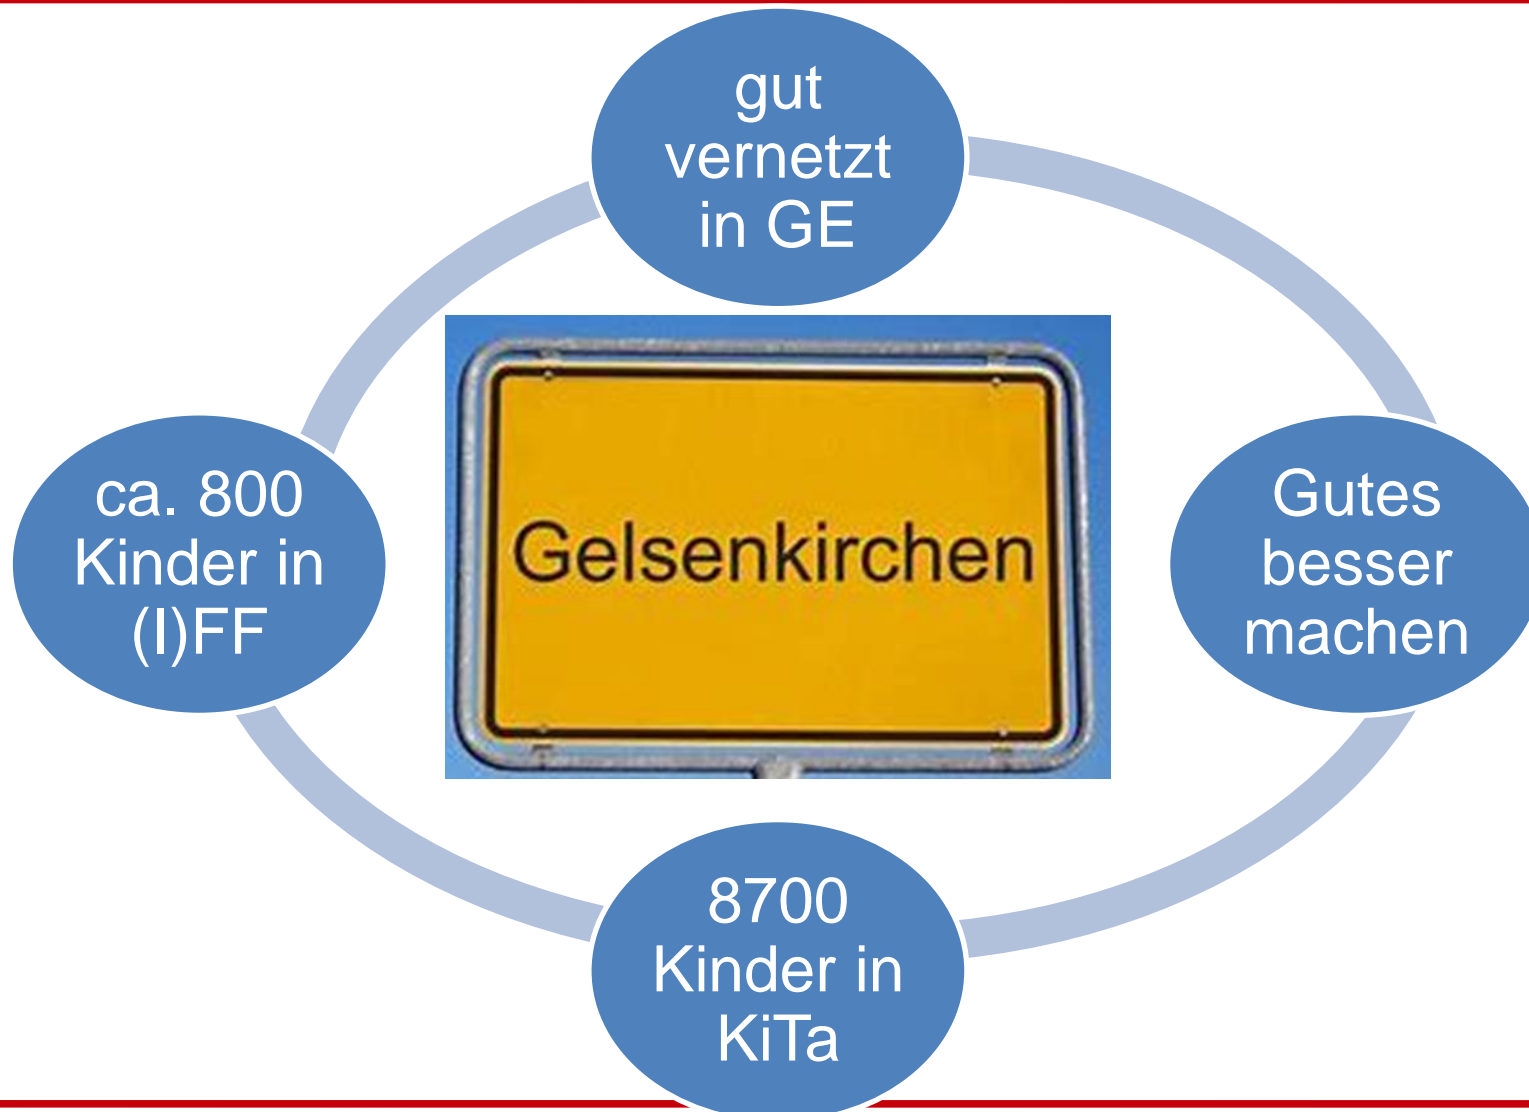 gut
vernetzt
in GE
Gelsenkirchen
ca. 800
Kinder in
(I)FF
Gutes
besser
machen
8700
Kinder in
KiTa